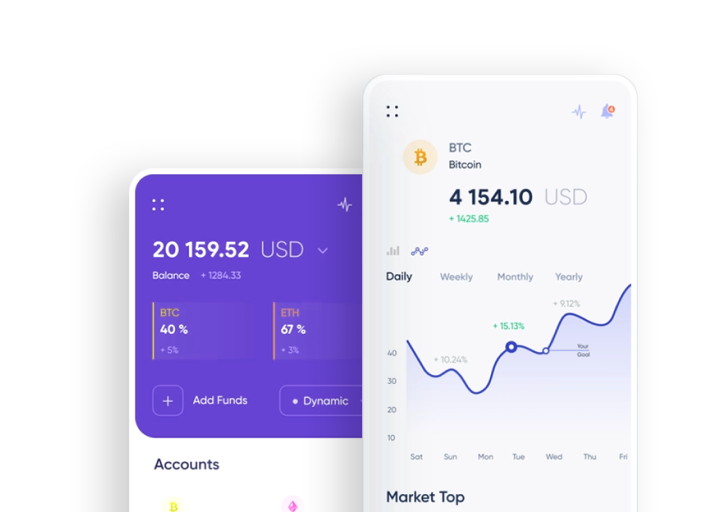 20 159.52 USD
Balance + 1284.33
BTC
40 %
+ 5%
ETH
67 %
+ 3%
Add Funds
Dynamic
Accounts
4
BTC
Bitcoin
4 154.10 USD
+ 1425.85
Daily Weekly Monthly Yearly
+ 9.12%
+ 15.13%
+ 10.24%
Your
Goal
40
30
20
10
Sat Sun Mon Tue Wed Thu Fri
Market Top